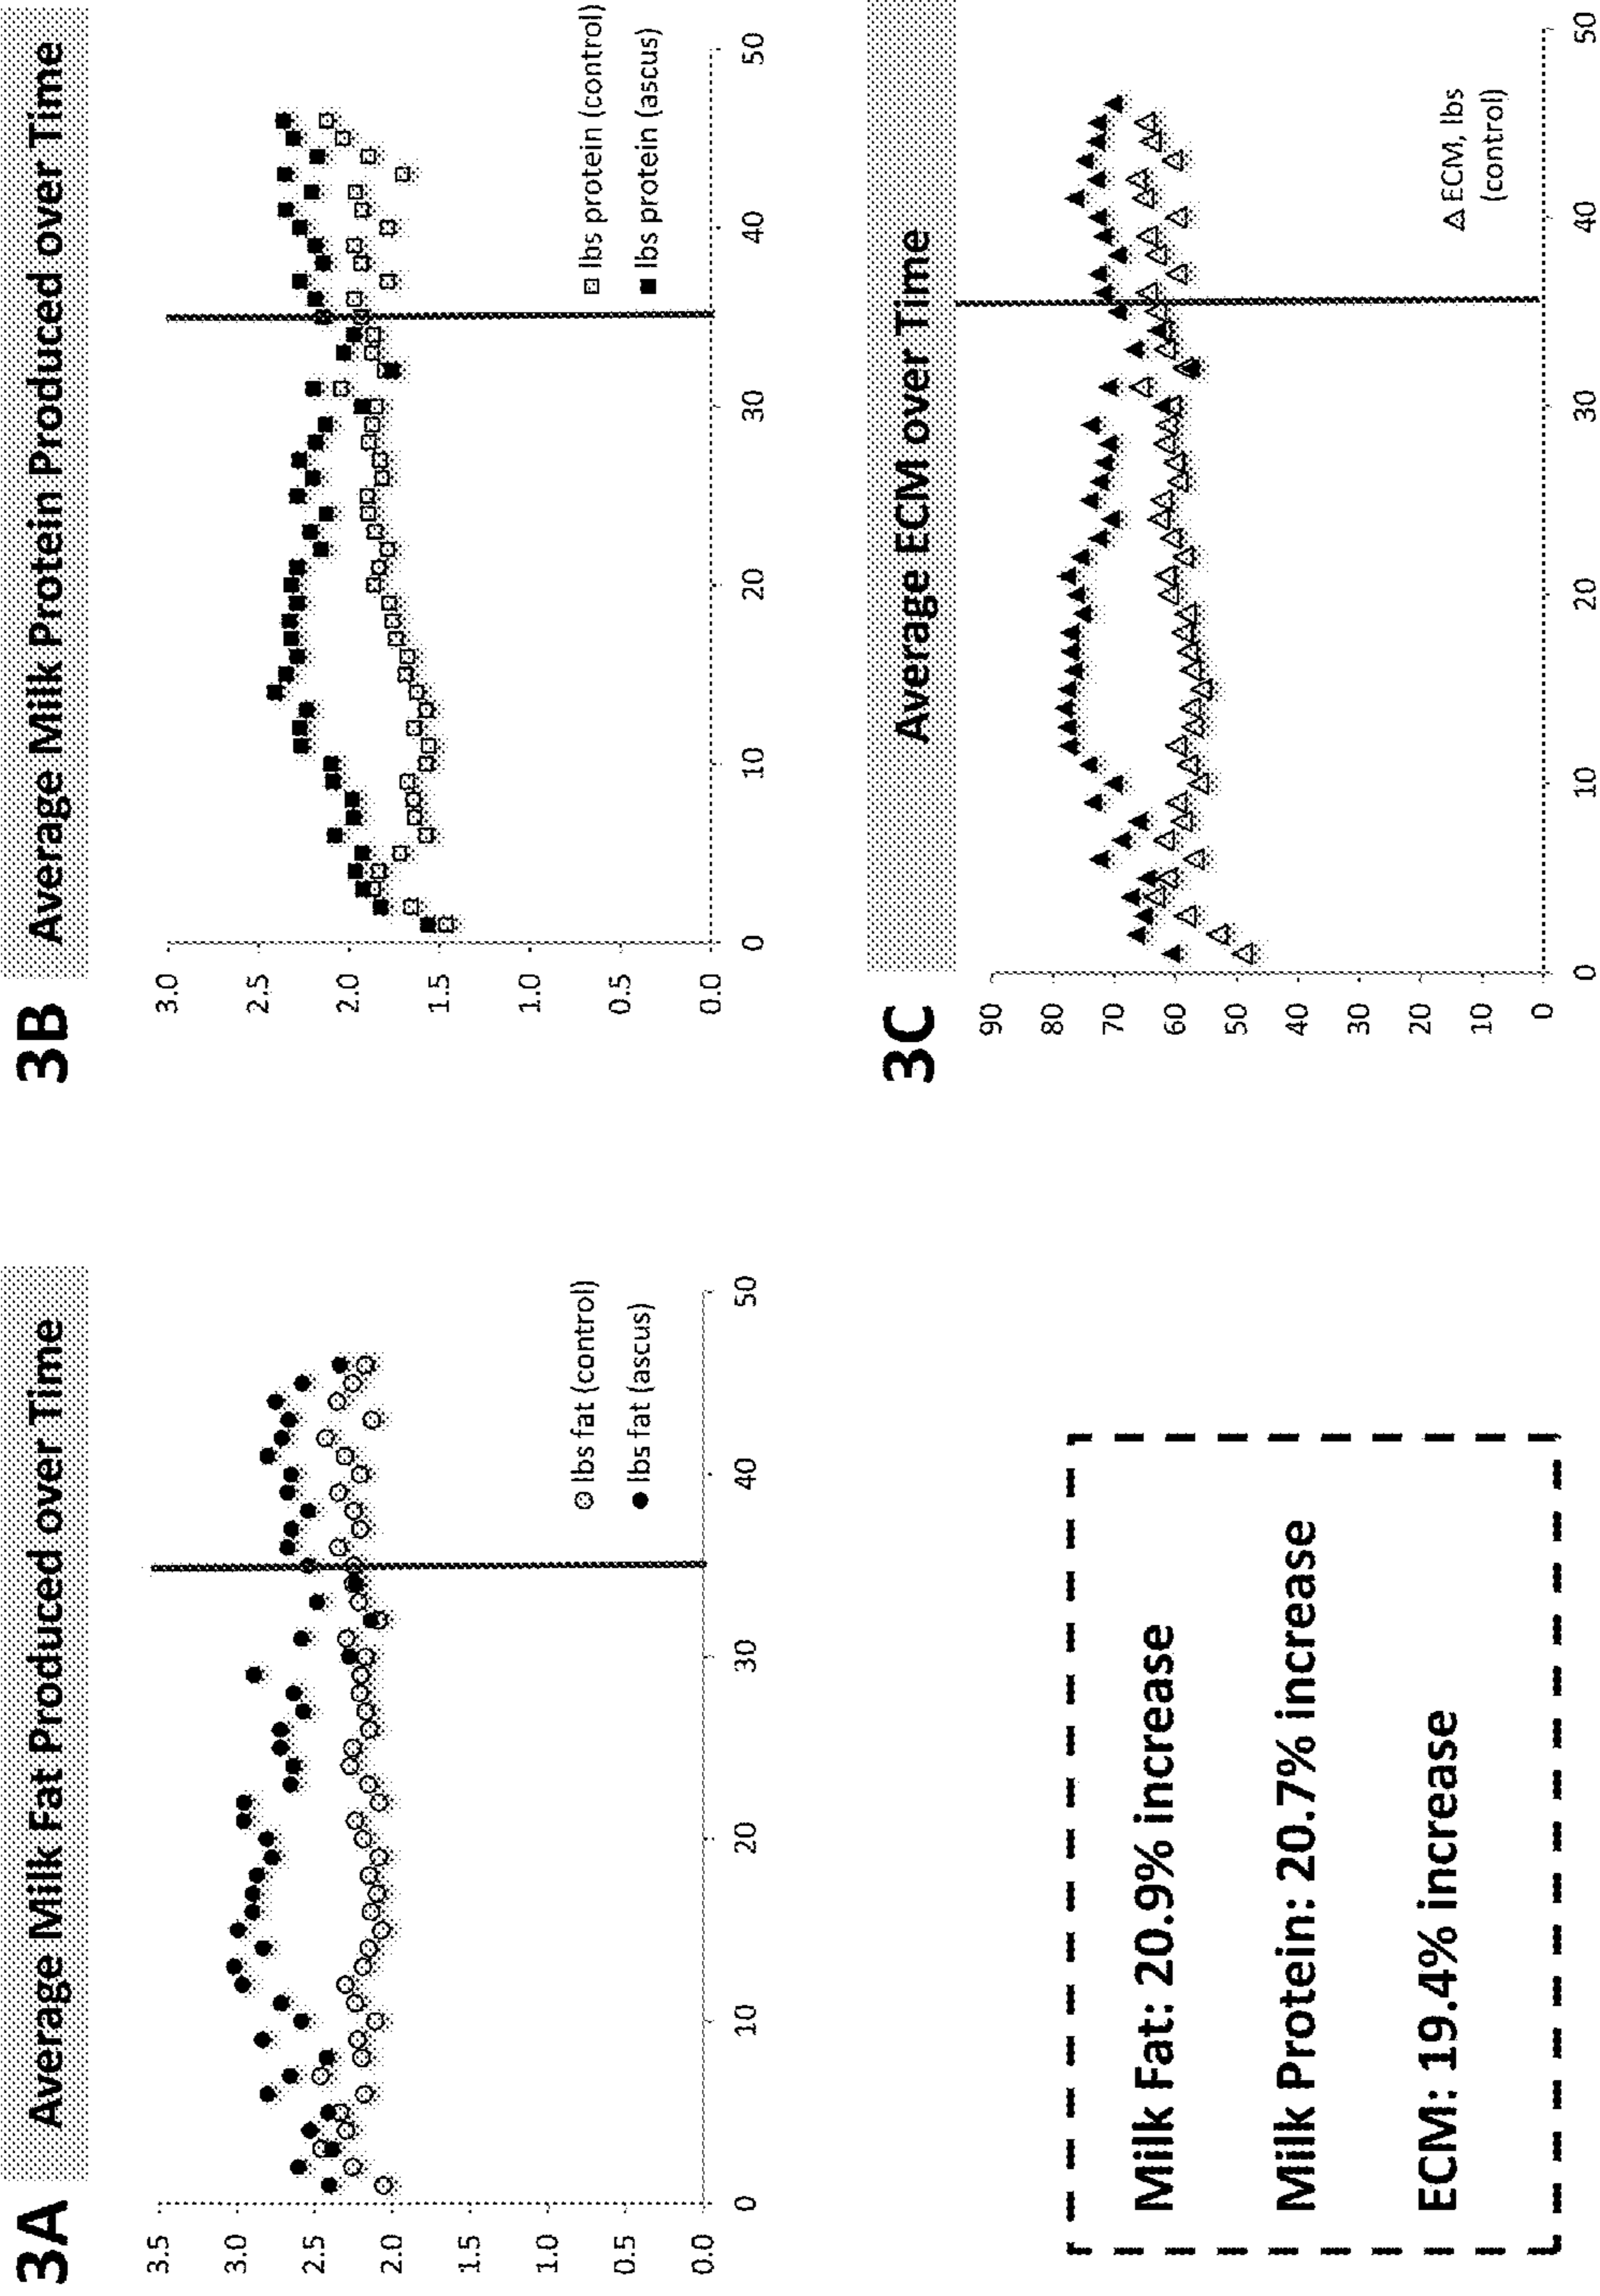 3A Average Milk Fat Produced over Time
3.5
3.0
2.5
2.0
1.5
1.0
0.5
0.0
0 10 20 30 40 50
lbs fat (control)
lbs fat (ascus)
3B Average Milk Protein Produced over Time
3.0
2.5
2.0
1.5
1.0
0.5
0.0
0 10 20 30 40 50
lbs protein (control)
lbs protein (ascus)
Milk Fat: 20.9% increase
Milk Protein: 20.7% increase
ECM: 19.4% increase
3C Average ECM over Time
90
80
70
60
50
40
30
20
10
0
0 10 20 30 40 50
ECM, lbs
(control)